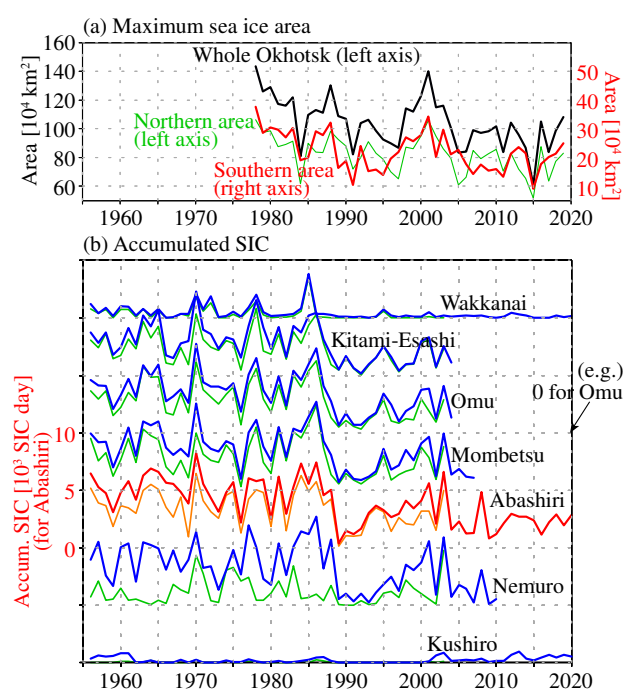 (a) Maximum sea ice area
160
140
120
100
80
60
Area [10⁴ km²]
Whole Okhotsk (left axis)
Northern area
(left axis)
Southern area
(right axis)
50
40
30
20
10
Area [10⁴ km²]
1960 1970 1980 1990 2000 2010 2020
(b) Accumulated SIC
Wakkanai
Kitami-Esashi
(e.g.)
0 for Omu
Omu
Mombetsu
Abashiri
Nemuro
Kushiro
10
5
0
Accum. SIC [10³ SIC day]
(for Abashiri)
1960 1970 1980 1990 2000 2010 2020